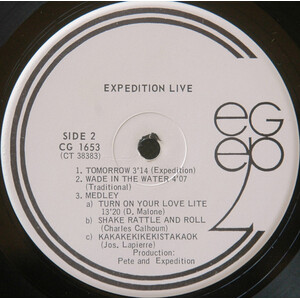 EXPEDITION LIVE
SIDE 2
CG 1653
(CT 38383)
1. TOMORROW 3'14 (Expedition)
2. WADE IN THE WATER 4'07
(Traditional)
3. MEDLEY
a) TURN ON YOUR LOVE LITE
13'20 (D. Malone)
b) SHAKE RATTLE AND ROLL
(Charles Calhoun)
c) KAKAKEKIKEKISTAKAOK
(Jos. Lapierre)
Production:
Pete and Expedition